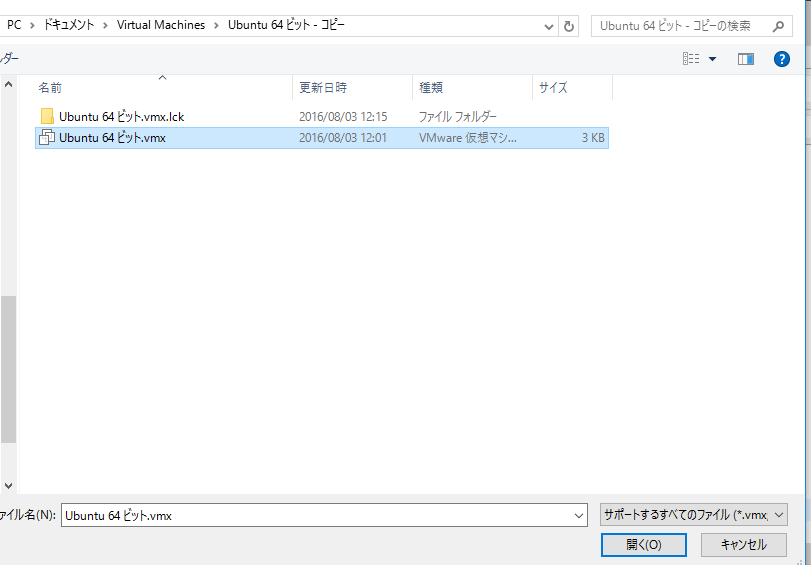 PC › ドキュメント › Virtual Machines › Ubuntu 64 ビット - コピー
Ubuntu 64 ビット - コピーの検索
ルダー
名前 更新日時 種類 サイズ
Ubuntu 64 ビット.vmx.lck 2016/08/03 12:15 ファイル フォルダー
Ubuntu 64 ビット.vmx 2016/08/03 12:01 VMware 仮想マシ... 3 KB
ァイル名(N): Ubuntu 64 ビット.vmx サポートするすべてのファイル (*.vmx,
開く(O) キャンセル